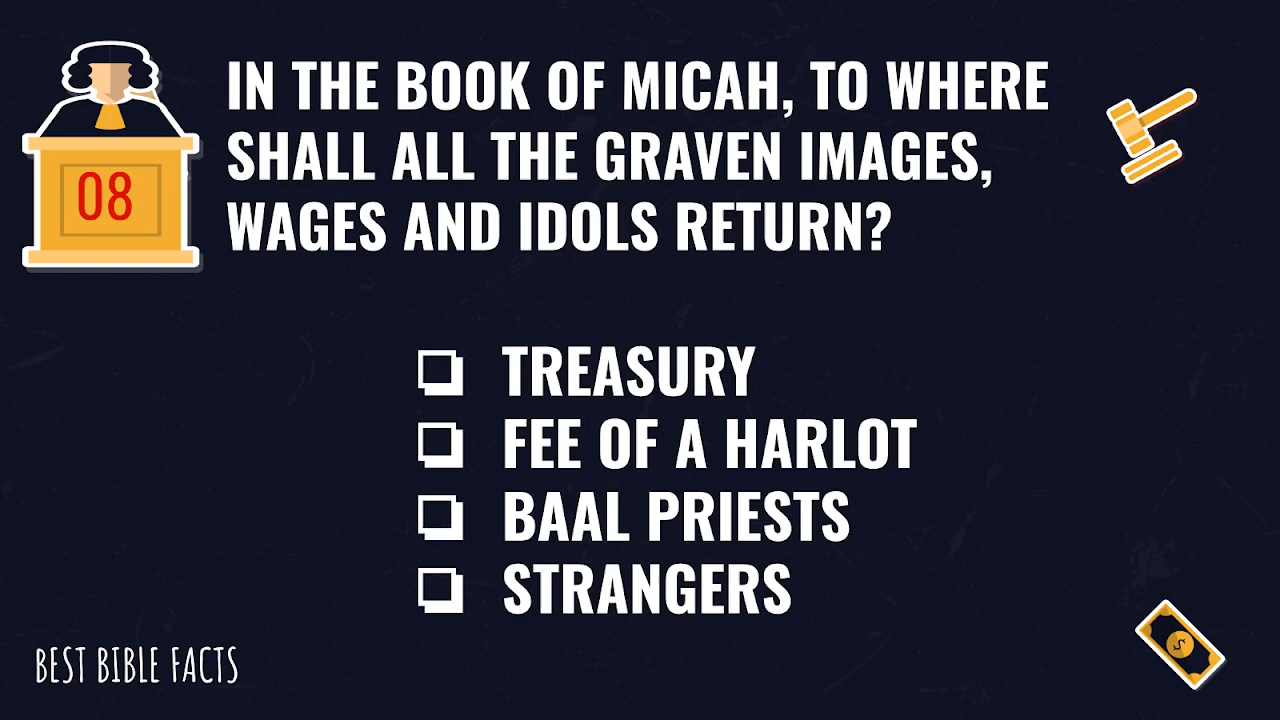 IN THE BOOK OF MICAH, TO WHERE
SHALL ALL THE GRAVEN IMAGES,
WAGES AND IDOLS RETURN?
08
TREASURY
FEE OF A HARLOT
BAAL PRIESTS
STRANGERS
BEST BIBLE FACTS
$